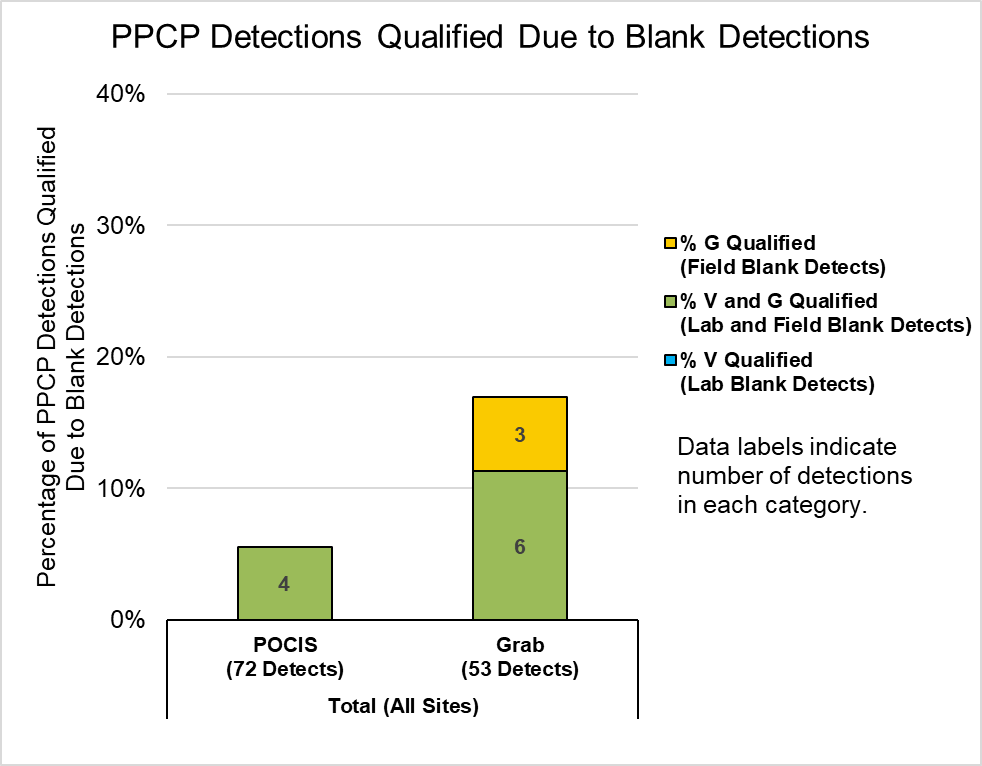 PPCP Detections Qualified Due to Blank Detections
Percentage of PPCP Detections Qualified
Due to Blank Detections
40%
30%
20%
10%
0%
3
6
4
POCIS
(72 Detects)
Grab
(53 Detects)
Total (All Sites)
% G Qualified
(Field Blank Detects)
% V and G Qualified
(Lab and Field Blank Detects)
% V Qualified
(Lab Blank Detects)
Data labels indicate
number of detections
in each category.